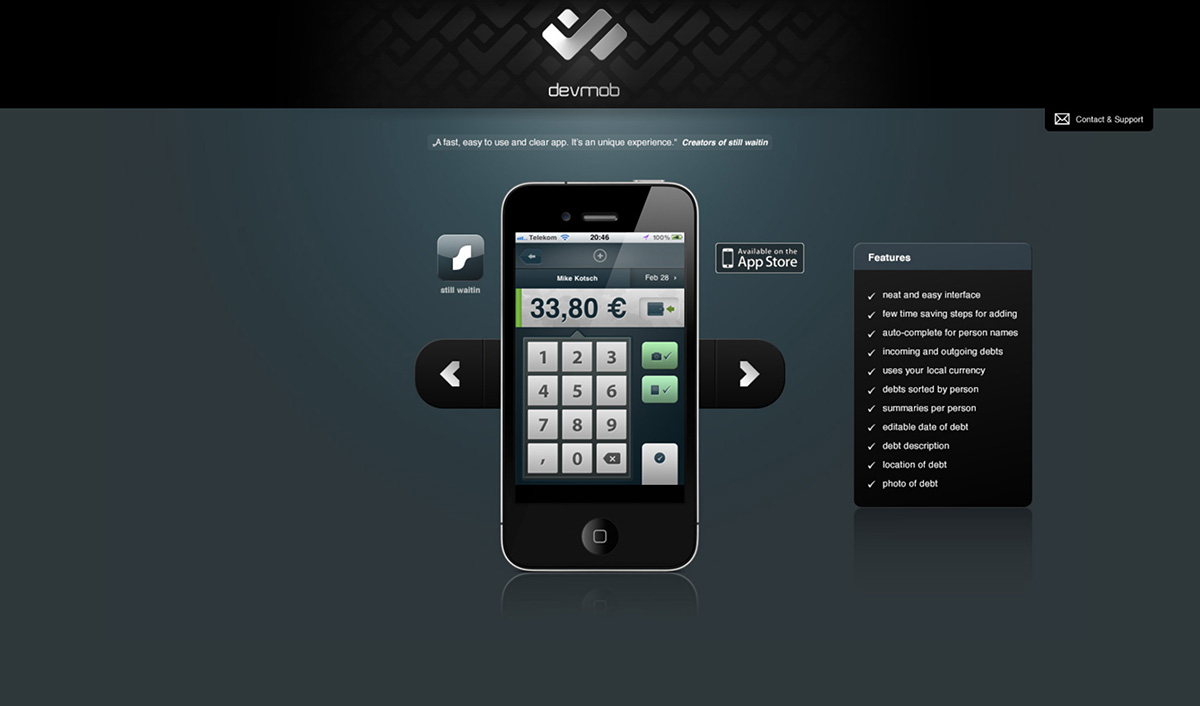 devmob
Contact & Support
„A fast, easy to use and clear app. It's an unique experience." Creators of still waitin
Telekom 20:46 100%
Mike Kotsch Feb 28 ›
33,80 €
1 2 3
4 5 6
7 8 9
, 0
still waitin
Available on the
App Store
Features
neat and easy interface
few time saving steps for adding
auto-complete for person names
incoming and outgoing debts
uses your local currency
debts sorted by person
summaries per person
editable date of debt
debt description
location of debt
photo of debt